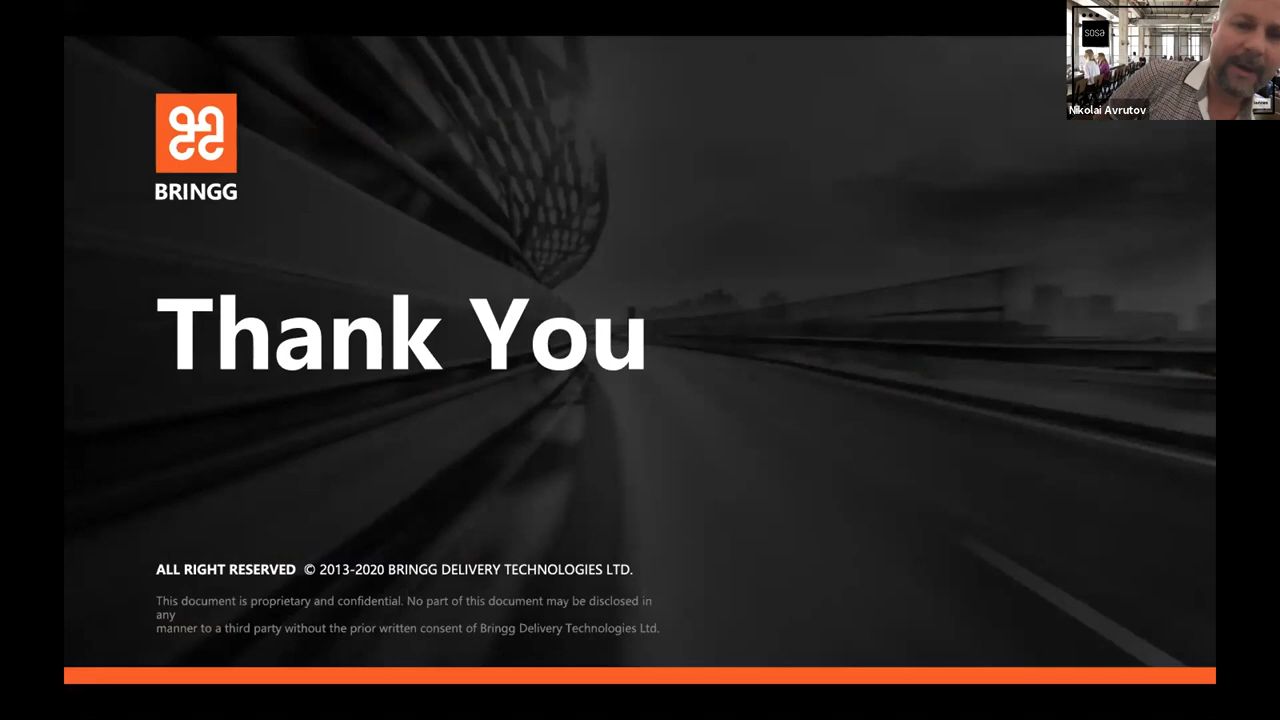 sosa
Nikolai Avrutov
BRINGG
Thank You
ALL RIGHT RESERVED © 2013-2020 BRINGG DELIVERY TECHNOLOGIES LTD.
This document is proprietary and confidential. No part of this document may be disclosed in
any
manner to a third party without the prior written consent of Bringg Delivery Technologies Ltd.